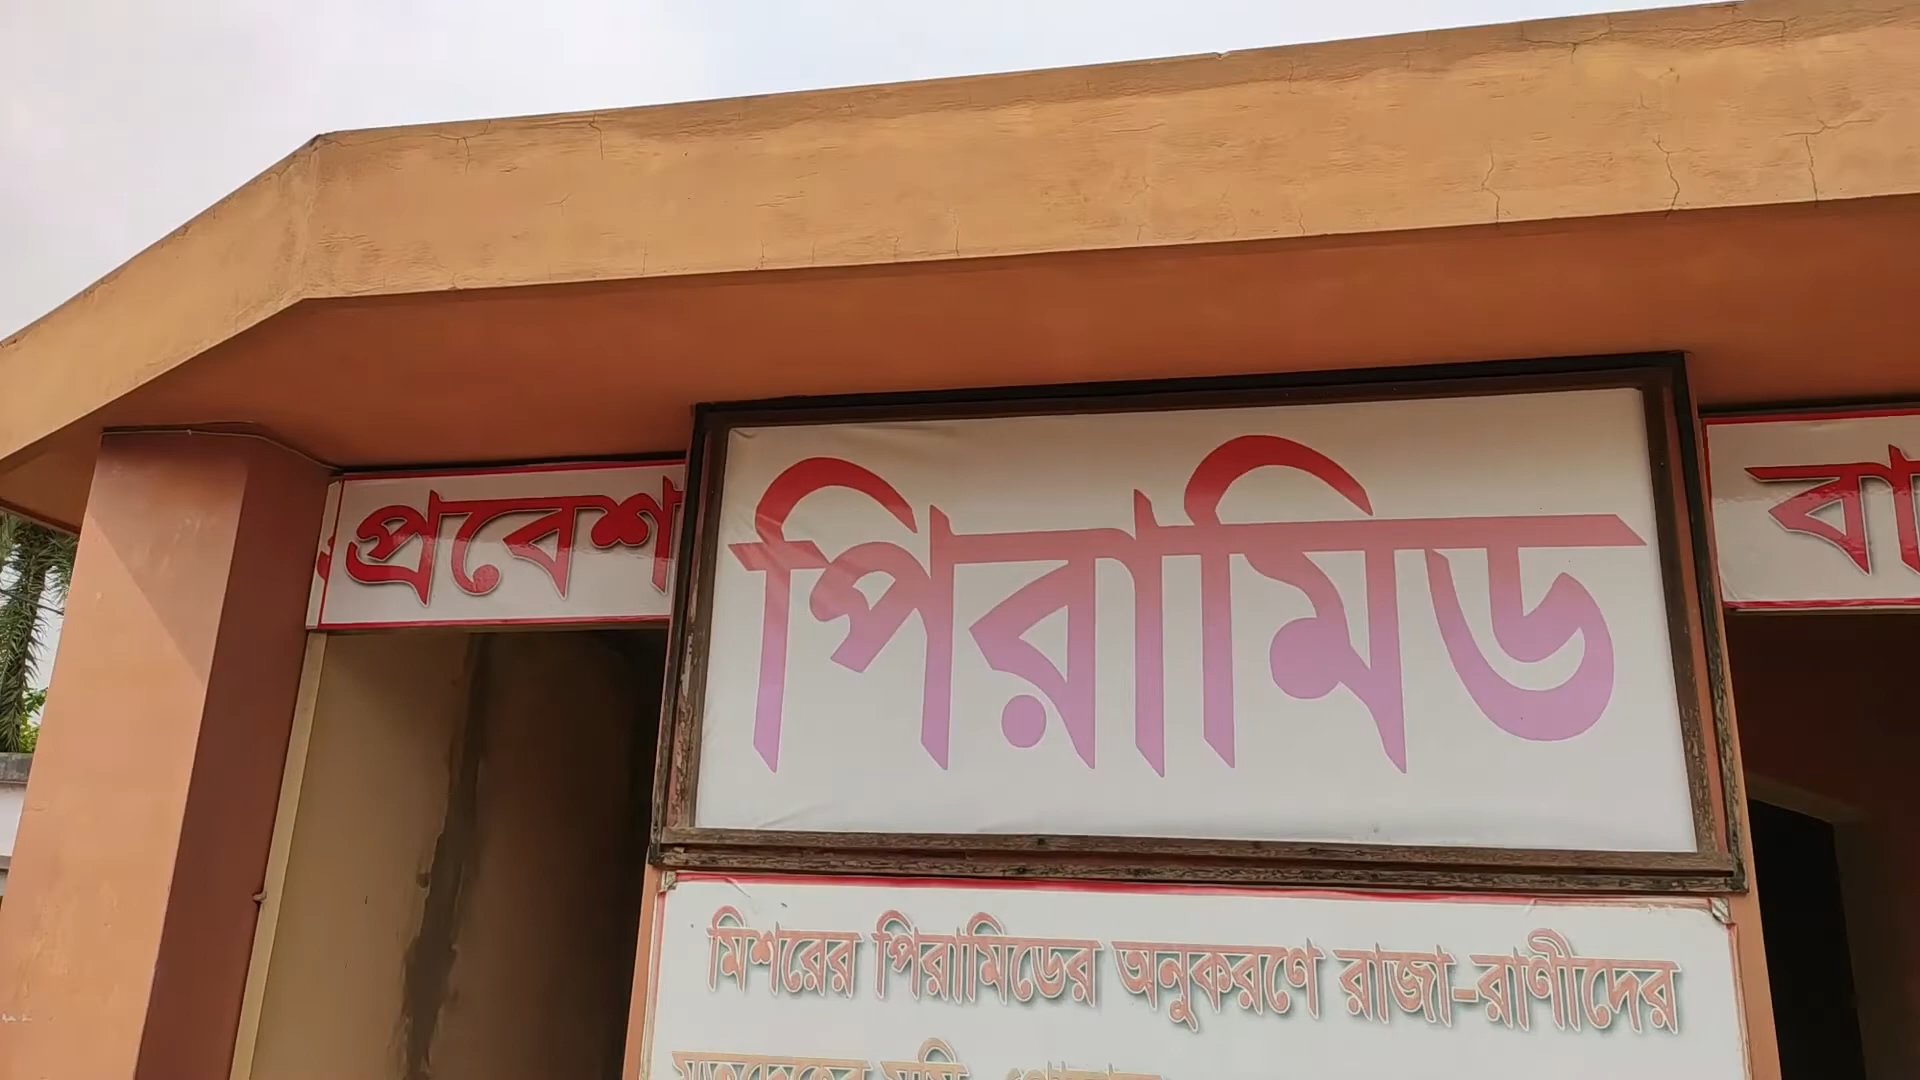 প্রবেশ
পিরামিড
বা
মিশরের পিরামিডের অনুকরণে রাজা-রাণীদের